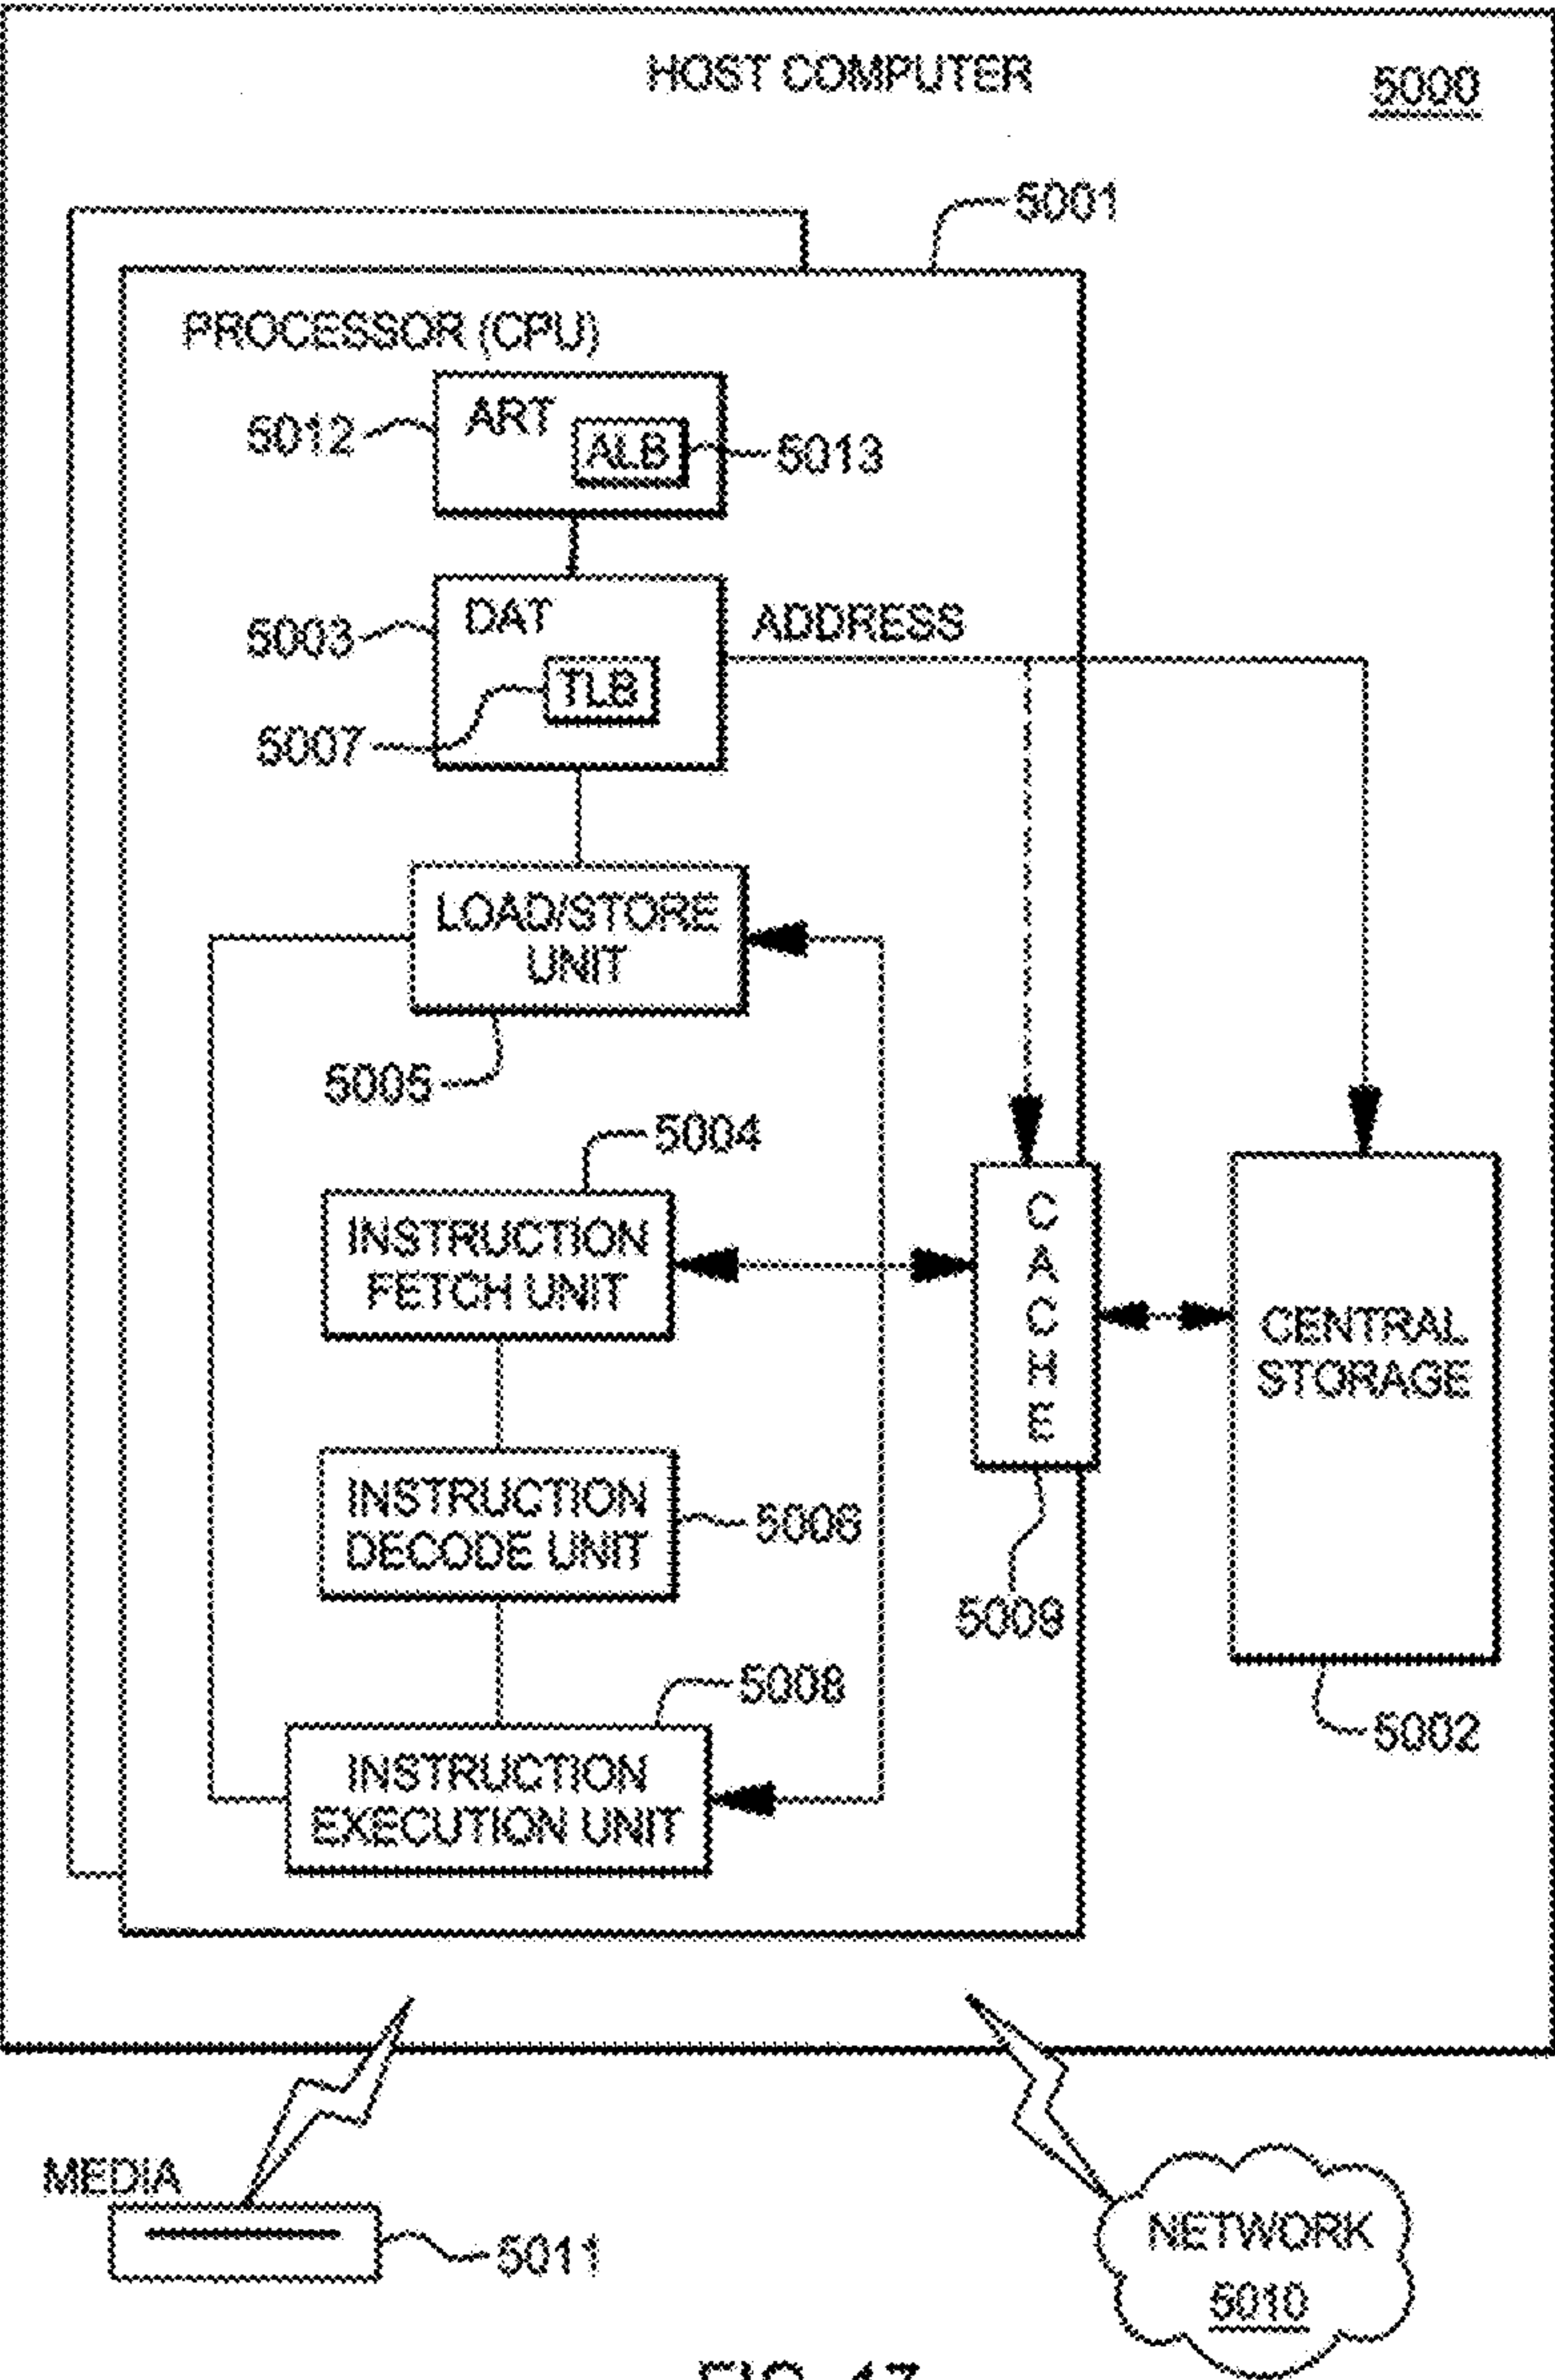 HOST COMPUTER
5000
5001
PROCESSOR (CPU)
5012
ART
ALB
5013
5003
DAT
ADDRESS
TLB
5007
LOAD/STORE
UNIT
5005
5004
INSTRUCTION
FETCH UNIT
CACHE
CENTRAL
STORAGE
INSTRUCTION
DECODE UNIT
5006
5009
5008
5002
INSTRUCTION
EXECUTION UNIT
MEDIA
5011
NETWORK
5010